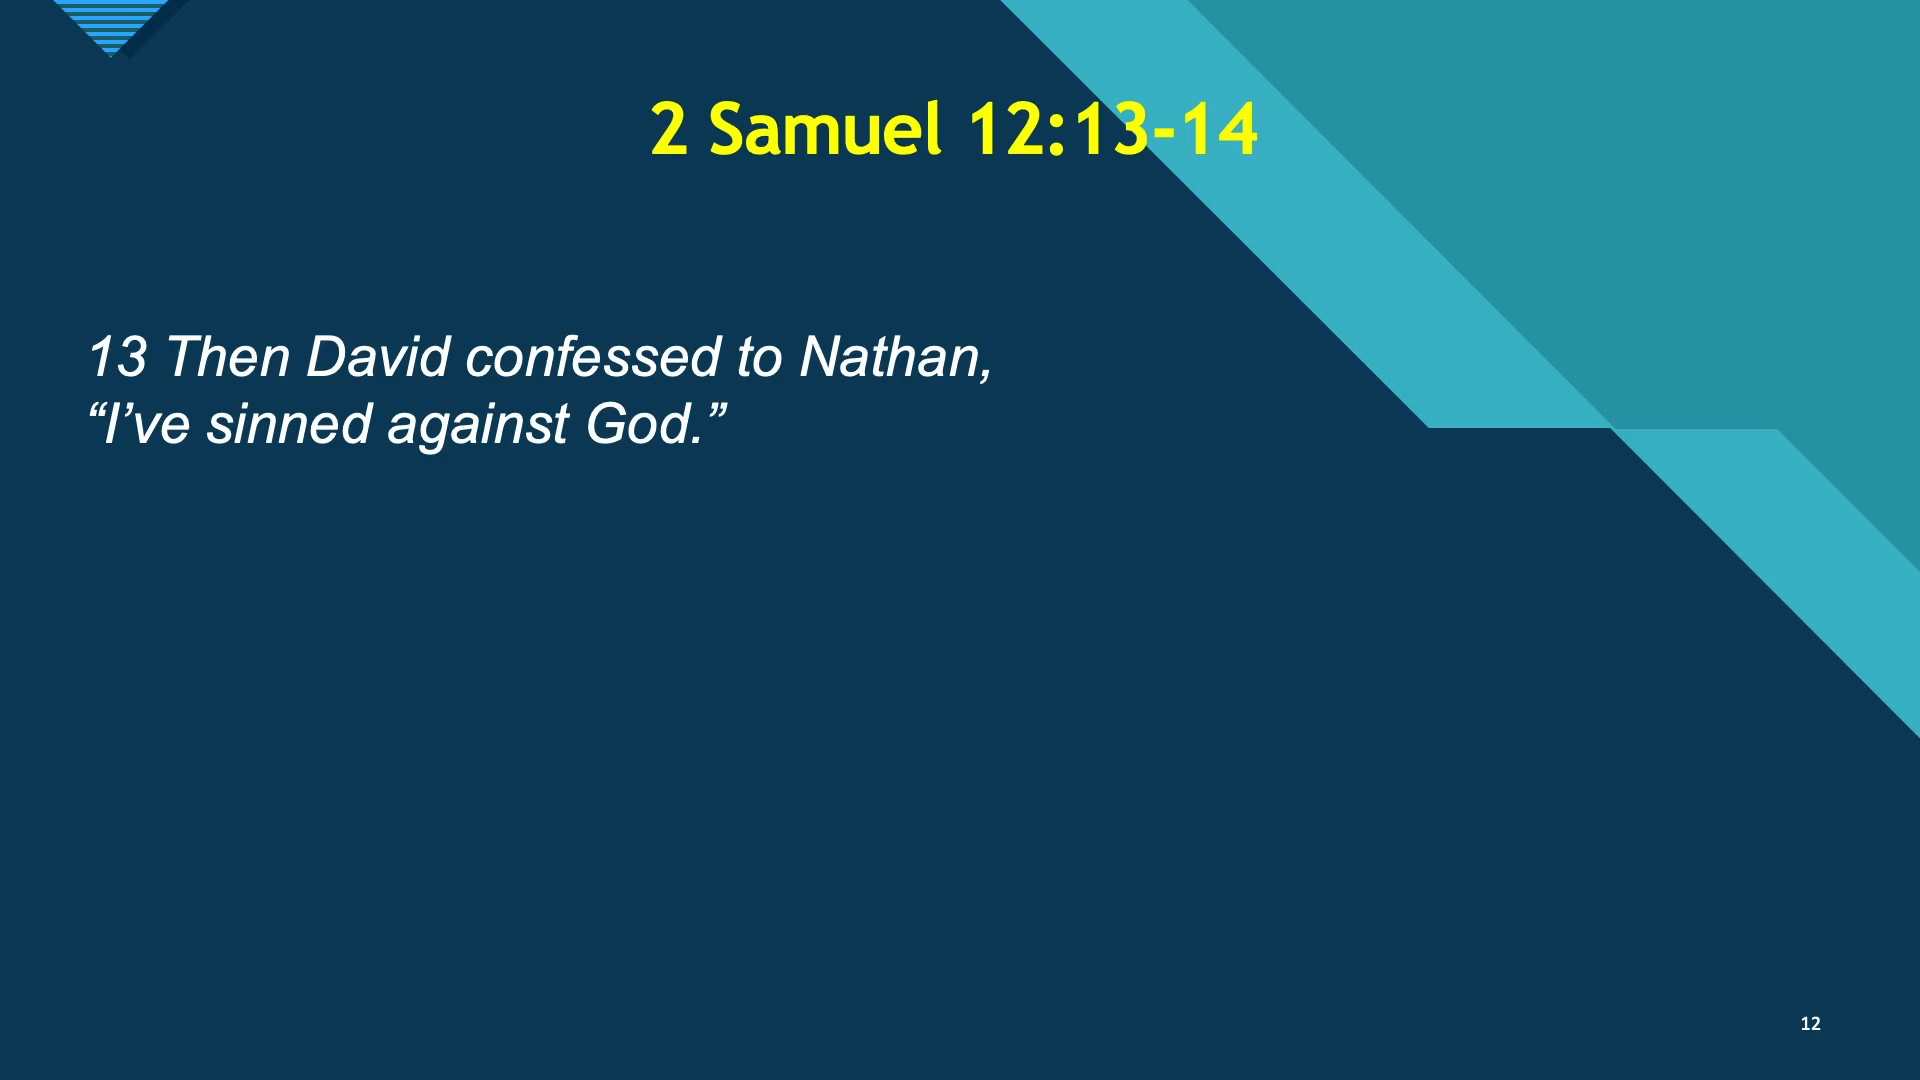 2 Samuel 12:13-14
13 Then David confessed to Nathan,
“I’ve sinned against God.”
12